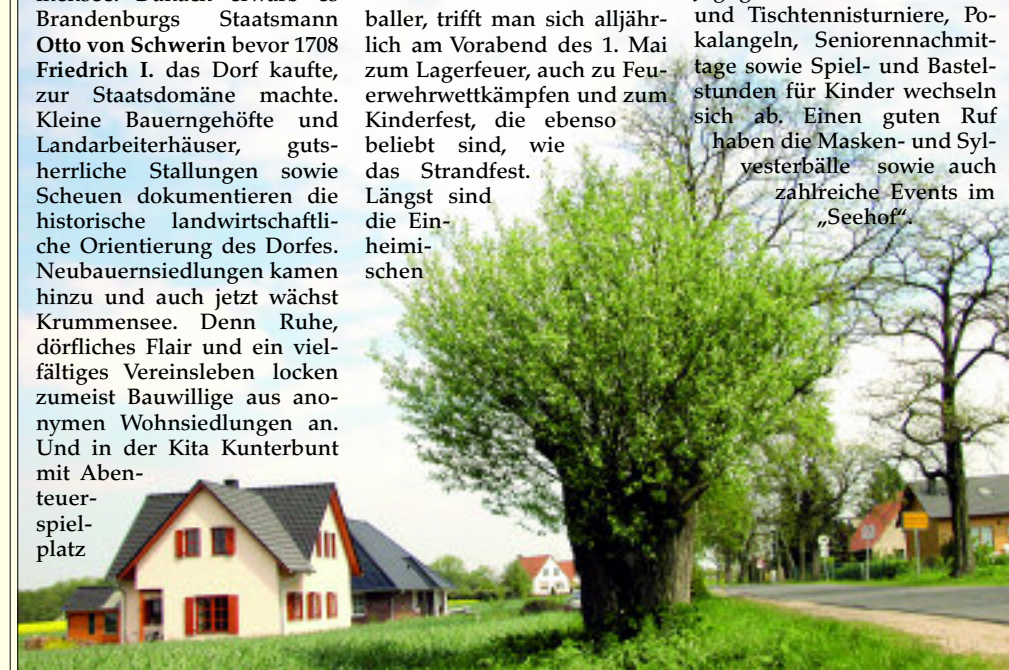 Brandenburgs Staatsmann
Otto von Schwerin bevor 1708
Friedrich I. das Dorf kaufte,
zur Staatsdomäne machte.
Kleine Bauerngehöfte und
Landarbeiterhäuser, guts-
herrliche Stallungen sowie
Scheuen dokumentieren die
historische landwirtschaftli-
che Orientierung des Dorfes.
Neubauernsiedlungen kamen
hinzu und auch jetzt wächst
Krummensee. Denn Ruhe,
dörfliches Flair und ein viel-
fältiges Vereinsleben locken
zumeist Bauwillige aus ano-
nymen Wohnsiedlungen an.
Und in der Kita Kunterbunt
mit Aben-
teuer-
spiel-
platz
baller, trifft man sich alljähr-
lich am Vorabend des 1. Mai
zum Lagerfeuer, auch zu Feu-
erwehrwettkämpfen und zum
Kinderfest, die ebenso
beliebt sind, wie
das Strandfest.
Längst sind
die Ein-
heimi-
schen
und Tischtennisturniere, Po-
kalangeln, Seniorennachmit-
tage sowie Spiel- und Bastel-
stunden für Kinder wechseln
sich ab. Einen guten Ruf
haben die Masken- und Syl-
vesterbälle sowie auch
zahlreiche Events im
„Seehof“.